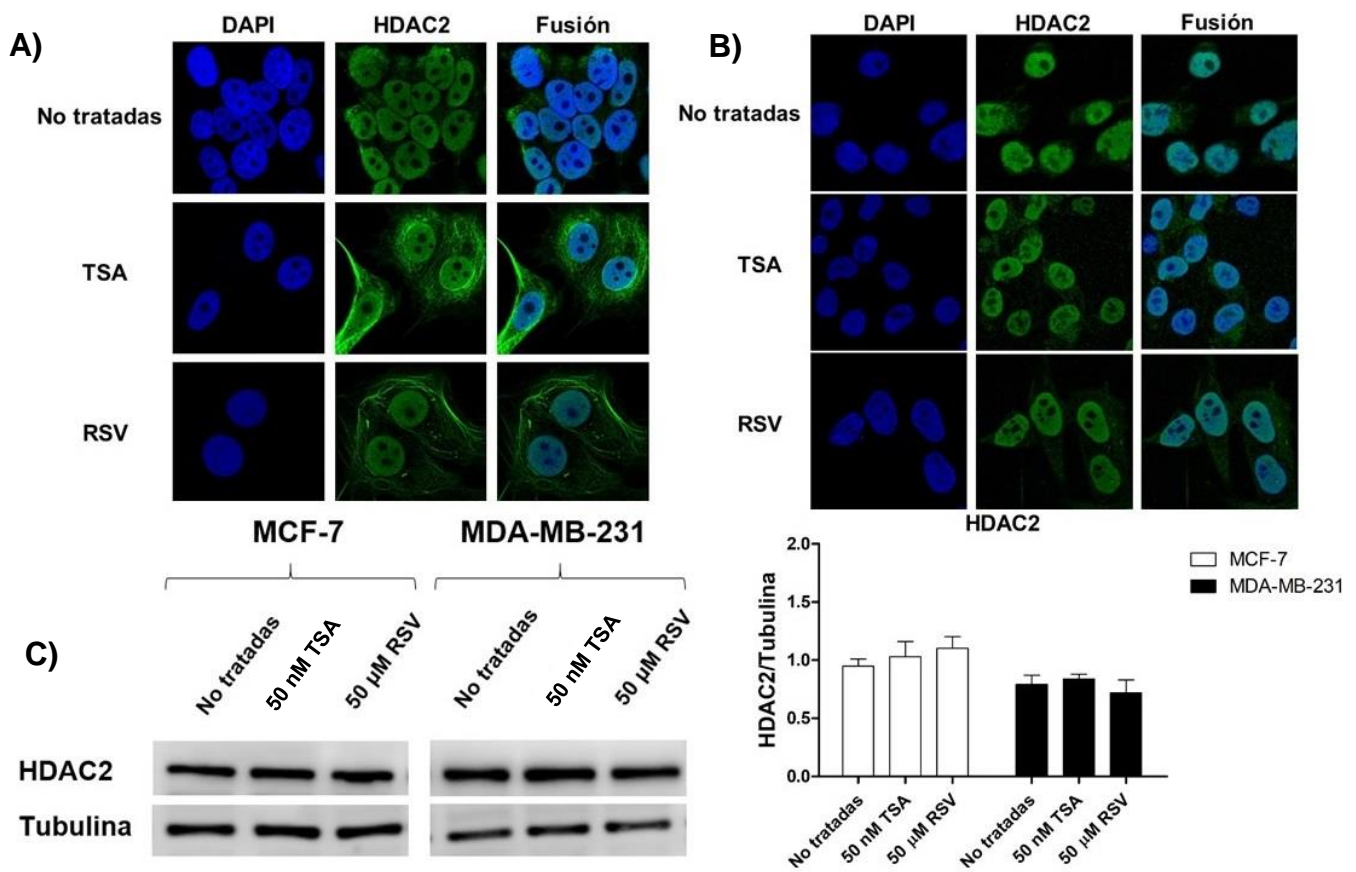 A)
DAPI HDAC2 Fusión
No tratadas
TSA
RSV
B)
DAPI HDAC2 Fusión
No tratadas
TSA
RSV
C)
MCF-7 MDA-MB-231
No tratadas 50 nM TSA 50 µM RSV No tratadas 50 nM TSA 50 µM RSV
HDAC2
Tubulina
HDAC2
HDAC2/Tubulina
2.0
1.5
1.0
0.5
0.0
MCF-7
MDA-MB-231
No tratadas 50 nM TSA 50 µM RSV No tratadas 50 nM TSA 50 µM RSV